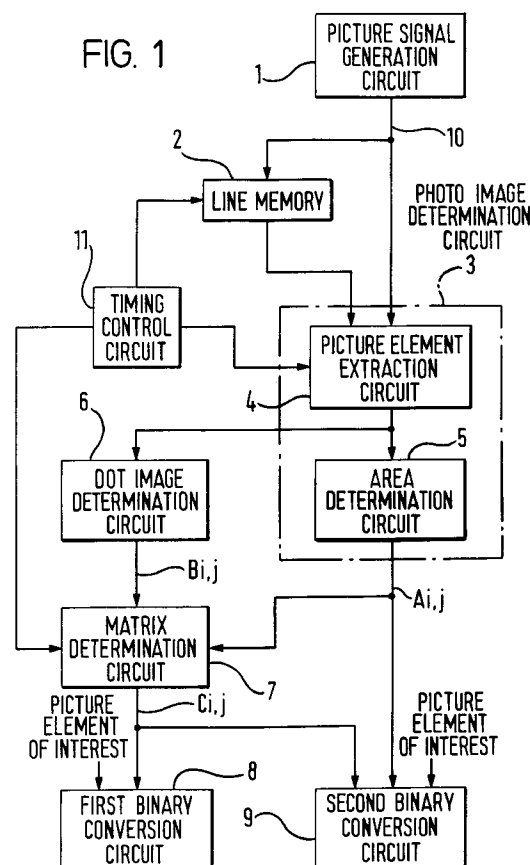 FIG. 1
PICTURE SIGNAL
GENERATION
CIRCUIT
1
10
2
LINE MEMORY
PHOTO IMAGE
DETERMINATION
CIRCUIT
3
11
TIMING
CONTROL
CIRCUIT
PICTURE ELEMENT
EXTRACTION
CIRCUIT
4
6
5
DOT IMAGE
DETERMINATION
CIRCUIT
AREA
DETERMINATION
CIRCUIT
Bi,j
Ai,j
MATRIX
DETERMINATION
CIRCUIT
7
Ci,j
PICTURE
ELEMENT
OF INTEREST
PICTURE
ELEMENT
OF INTEREST
8
FIRST BINARY
CONVERSION
CIRCUIT
9
SECOND BINARY
CONVERSION
CIRCUIT